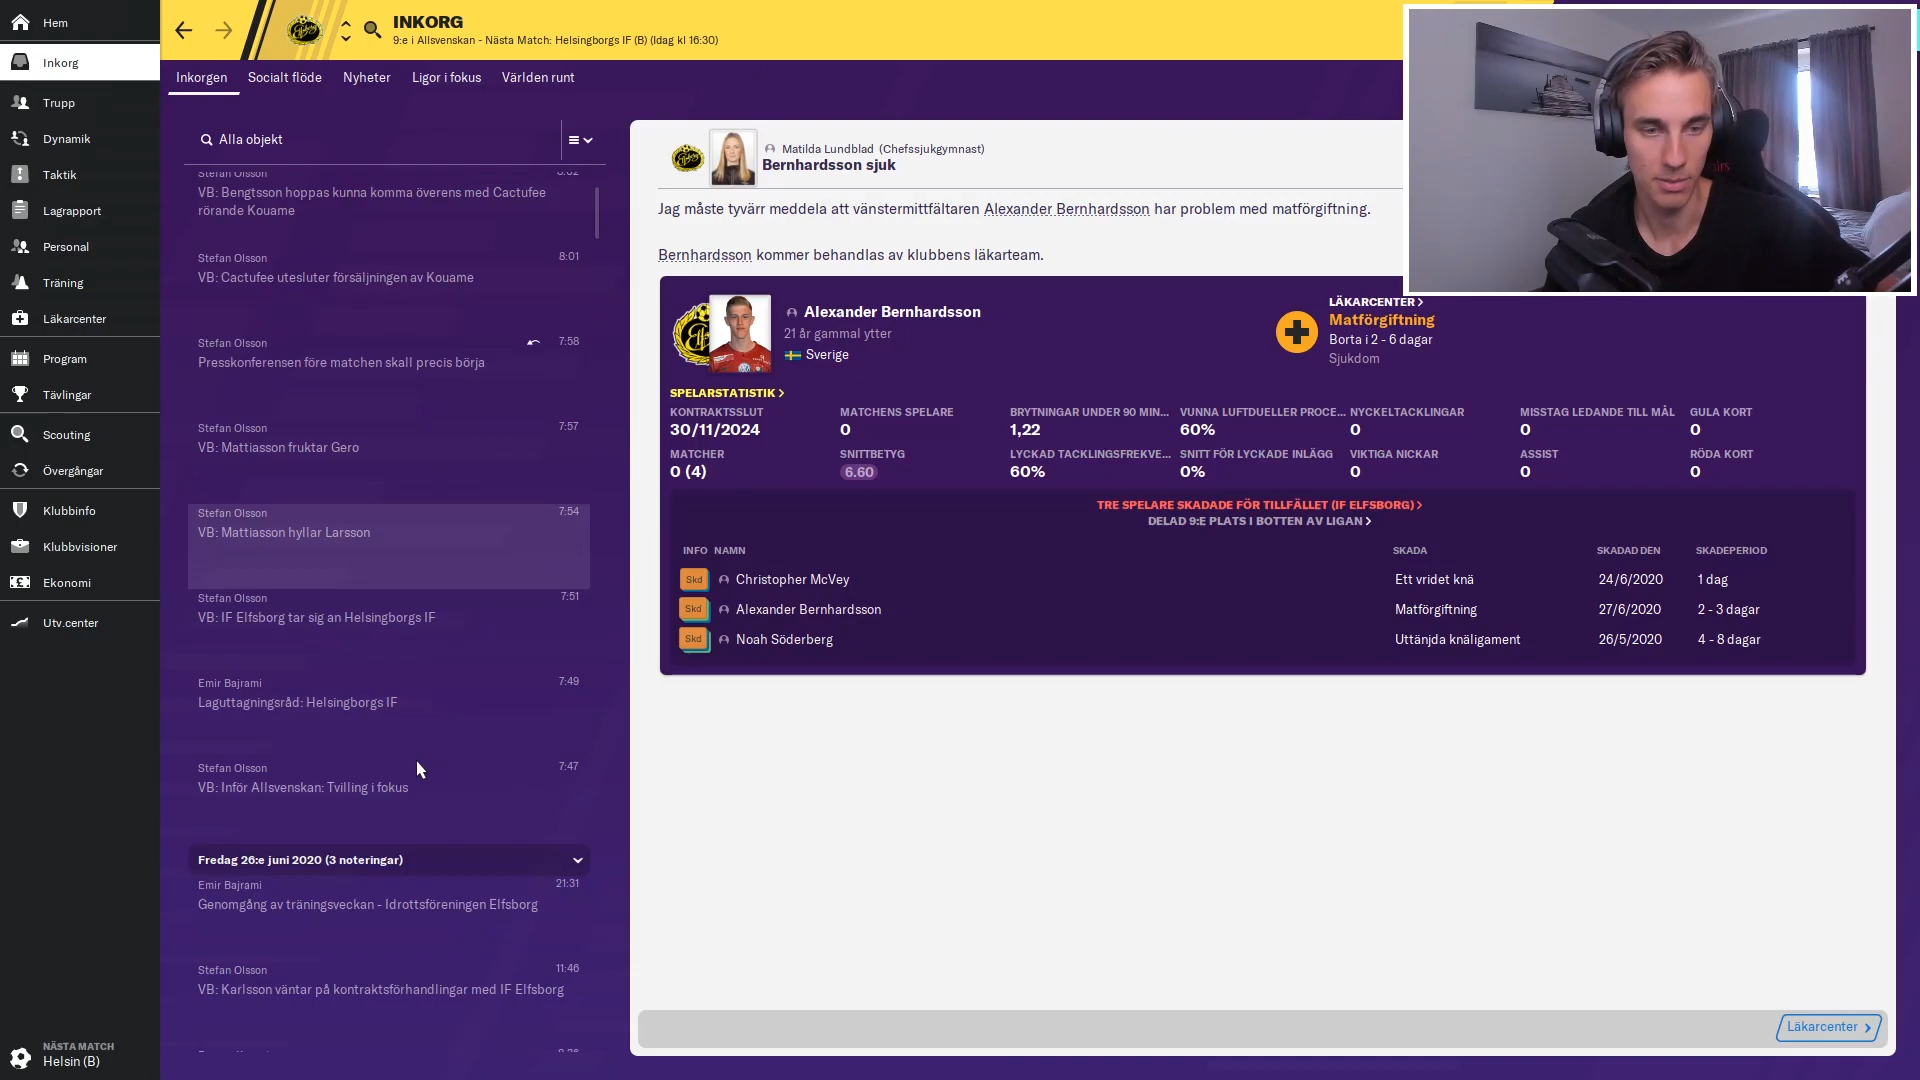 Hem
Inkorg
Trupp
Dynamik
Taktik
Lagrapport
Personal
Träning
Läkarcenter
Program
Tävlingar
Scouting
Övergångar
Klubbinfo
Klubbvisioner
Ekonomi
Utv.center
NÄSTA MATCH
Helsin (B)
INKORG
9:e i Allsvenskan - Nästa Match: Helsingborgs IF (B) (Idag kl 16:30)
Inkorgen Socialt flöde Nyheter Ligor i fokus Världen runt
Alla objekt
Stefan Olsson
VB: Bengtsson hoppas kunna komma överens med Cactufee
rörande Kouame
Stefan Olsson 8:01
VB: Cactufee utesluter försäljningen av Kouame
Stefan Olsson 7:58
Presskonferensen före matchen skall precis börja
Stefan Olsson 7:57
VB: Mattiasson fruktar Gero
Stefan Olsson 7:54
VB: Mattiasson hyllar Larsson
Stefan Olsson 7:51
VB: IF Elfsborg tar sig an Helsingborgs IF
Emir Bajrami 7:49
Laguttagningsråd: Helsingborgs IF
Stefan Olsson 7:47
VB: Inför Allsvenskan: Tvilling i fokus
Fredag 26:e juni 2020 (3 noteringar)
Emir Bajrami 21:31
Genomgång av träningsveckan - Idrottsföreningen Elfsborg
Stefan Olsson 11:46
VB: Karlsson väntar på kontraktsförhandlingar med IF Elfsborg
Matilda Lundblad (Chefssjukgymnast)
Bernhardsson sjuk
Jag måste tyvärr meddela att vänstermittfältaren Alexander Bernhardsson har problem med matförgiftning.
Bernhardsson kommer behandlas av klubbens läkarteam.
Alexander Bernhardsson
21 år gammal ytter
Sverige
LÄKARCENTER >
Matförgiftning
Borta i 2 - 6 dagar
Sjukdom
SPELARSTATISTIK >
KONTRAKTSSLUT MATCHENS SPELARE BRYTNINGAR UNDER 90 MIN... VUNNA LUFTDUELLER PROCE... NYCKELTACKLINGAR MISSTAG LEDANDE TILL MÅL GULA KORT
30/11/2024 0 1,22 60% 0 0 0
MATCHER SNITTBETYG LYCKAD TACKLINGSFREKVE... SNITT FÖR LYCKADE INLÄGG VIKTIGA NICKAR ASSIST RÖDA KORT
0 (4) 6.60 60% 0% 0 0 0
TRE SPELARE SKADADE FÖR TILLFÄLLET (IF ELFSBORG) >
DELAD 9:E PLATS I BOTTEN AV LIGAN >
INFO NAMN SKADA SKADAD DEN SKADEPERIOD
Skd Christopher McVey Ett vridet knä 24/6/2020 1 dag
Skd Alexander Bernhardsson Matförgiftning 27/6/2020 2 - 3 dagar
Skd Noah Söderberg Uttänjda knäligament 26/5/2020 4 - 8 dagar
Läkarcenter >